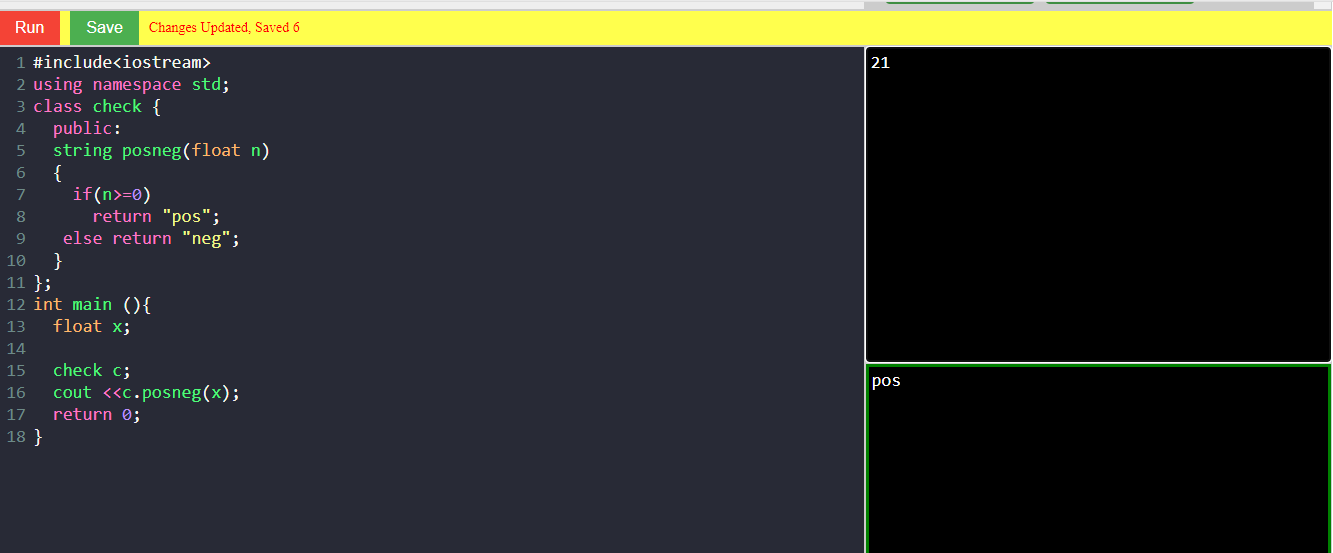 Run Save Changes Updated, Saved 6
1 #include<iostream>
2 using namespace std;
3 class check {
4   public:
5   string posneg(float n)
6   {
7     if(n>=0)
8       return "pos";
9    else return "neg";
10   }
11 };
12 int main (){
13   float x;
14
15   check c;
16   cout <<c.posneg(x);
17   return 0;
18 }
21
pos